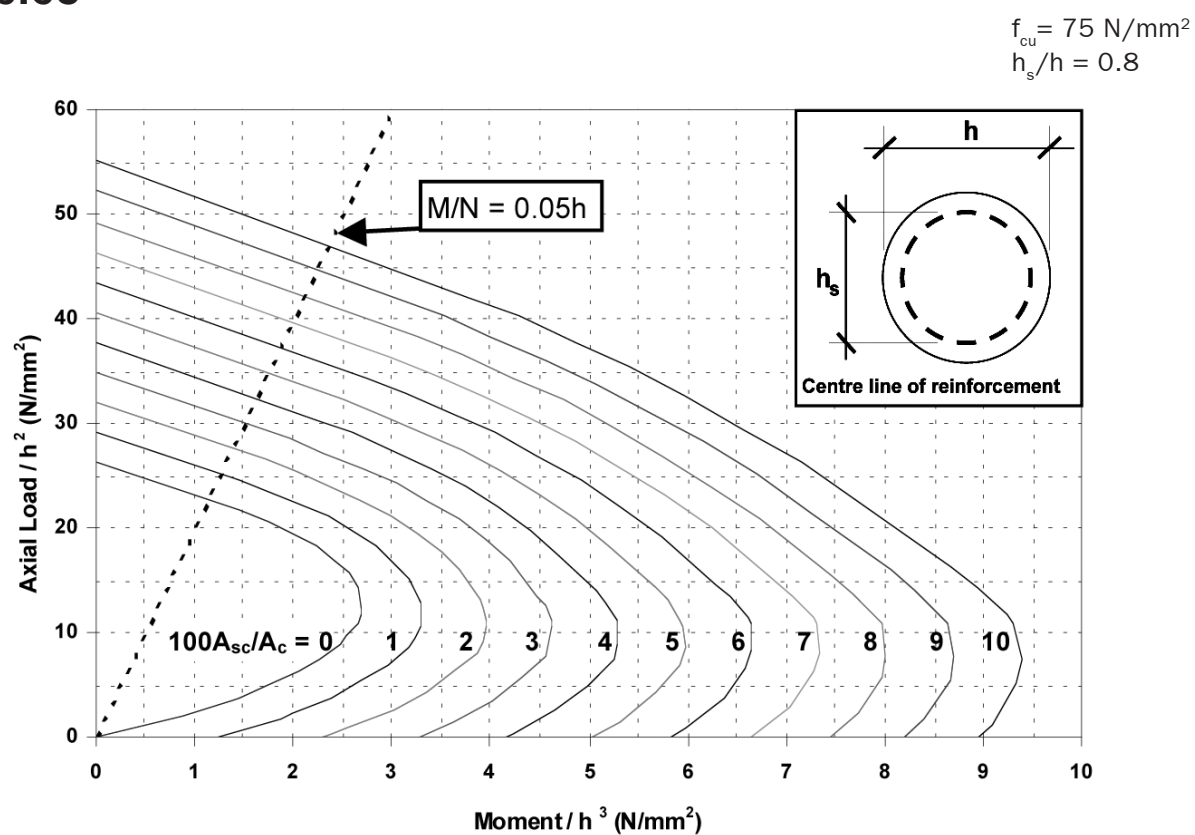 f_cu= 75 N/mm²
h_s/h = 0.8
60
50
40
30
20
10
0
Axial Load / h² (N/mm²)
M/N = 0.05h
h
h_s
Centre line of reinforcement
100A_sc/A_c = 0 1 2 3 4 5 6 7 8 9 10
0 1 2 3 4 5 6 7 8 9 10
Moment / h³ (N/mm²)